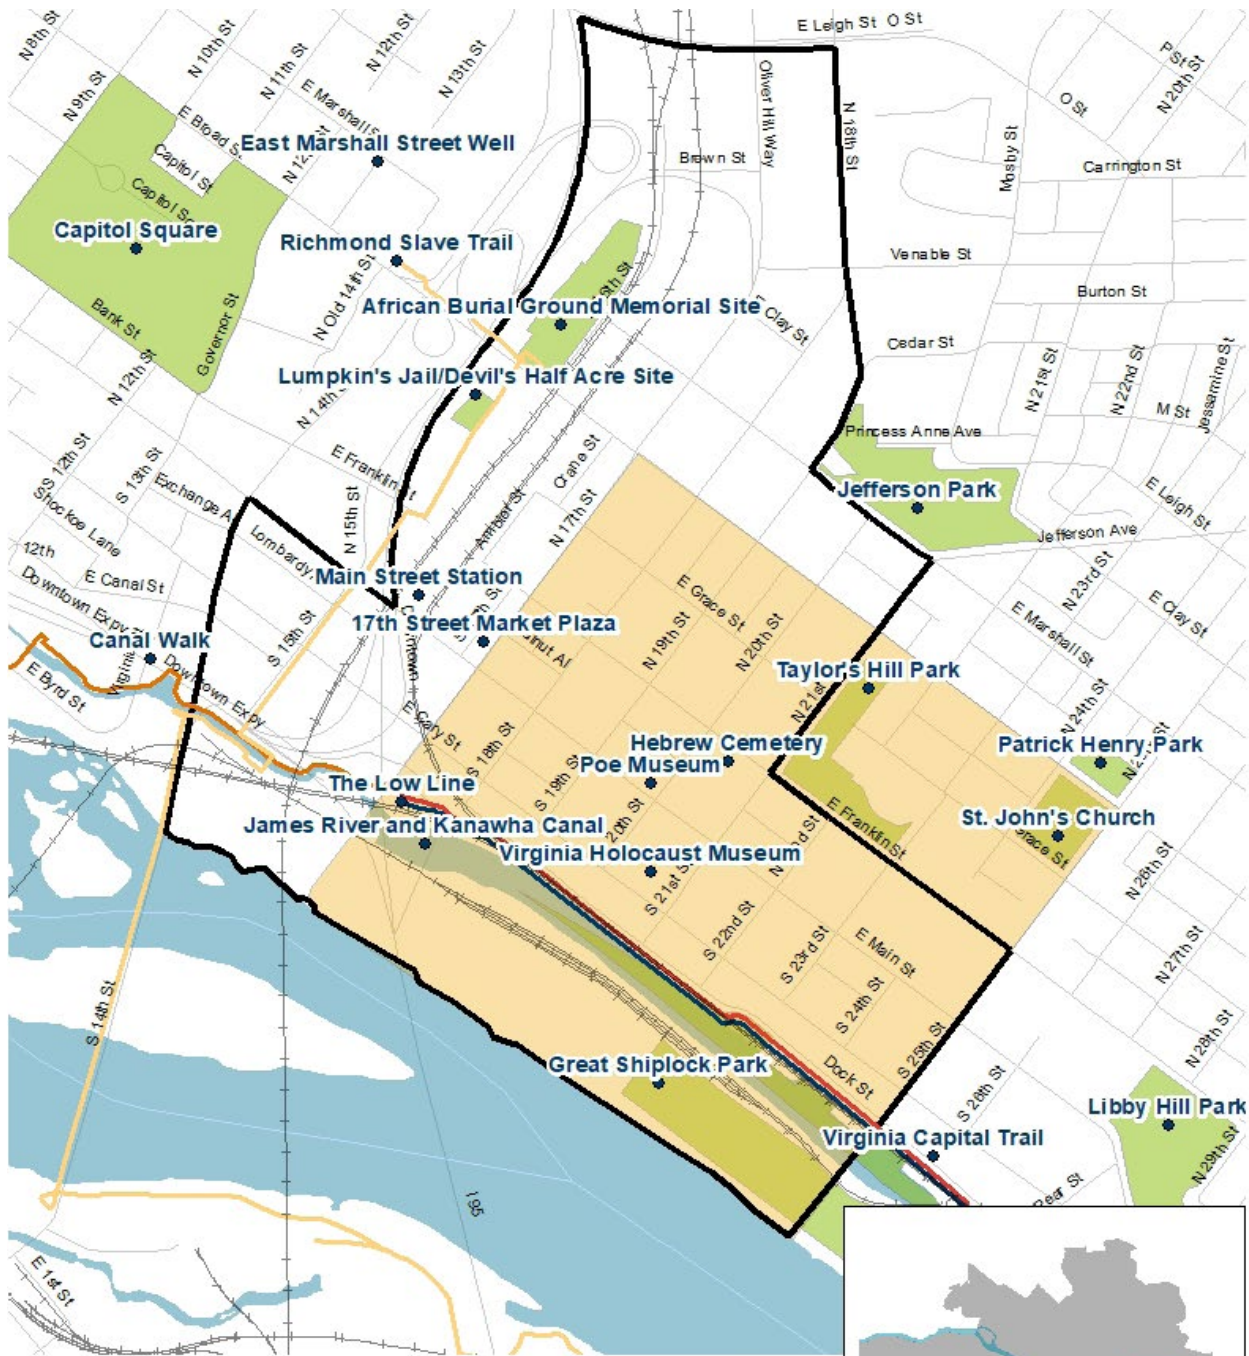 N 8th St
N 9th St
N 10th St
N 11th St
N 12th St
N 13th St
E Leigh St
O St
P St
N 20th St
O St
E Marshall S
E Broad S
East Marshall Street Well
Capitol St
Capitol S
Oliver Hill Way
N 18th St
Mosby St
Brown St
Carrington St
Capitol Square
Richmond Slave Trail
Venable St
Burton St
N Old 14th St
African Burial Ground Memorial Site
Clay St
Cedar St
Bank St
Governor St
N 12th St
Lumpkin's Jail/Devil's Half Acre Site
N 14th
N 21st St
N 22nd St
M St
Jessamine St
Princess Anne Ave
S 12th St
S 13th St
E Franklin St
Crane St
N 17th St
Exchange A
Shockoe Lane
Jefferson Park
E Leigh St
N 15th St
Lombardy
Jefferson Ave
12th
E Canal St
Main Street Station
E Grace St
N 23rd St
E Clay St
Downtown Expy
S 15th St
17th Street Market Plaza
N 19th St
N 20th St
E Marshall St
Canal Walk
E Byrd St
Downtown Expy
Taylor's Hill Park
N 21st
N 24th St
E Cary St
S 18th St
Hebrew Cemetery
Poe Museum
Patrick Henry Park
The Low Line
S 19th St
20th St
E Franklin St
St. John's Church
Grace St
James River and Kanawha Canal
Virginia Holocaust Museum
S 21st S
S 22nd St
S 23rd St
E Main St
N 26th St
N 27th St
S 24th St
S 14th St
Great Shiplock Park
Dock St
S 25th St
N 28th St
S 26th St
Libby Hill Park
Virginia Capital Trail
N 29th St
Pear St
I 95
E 1st St